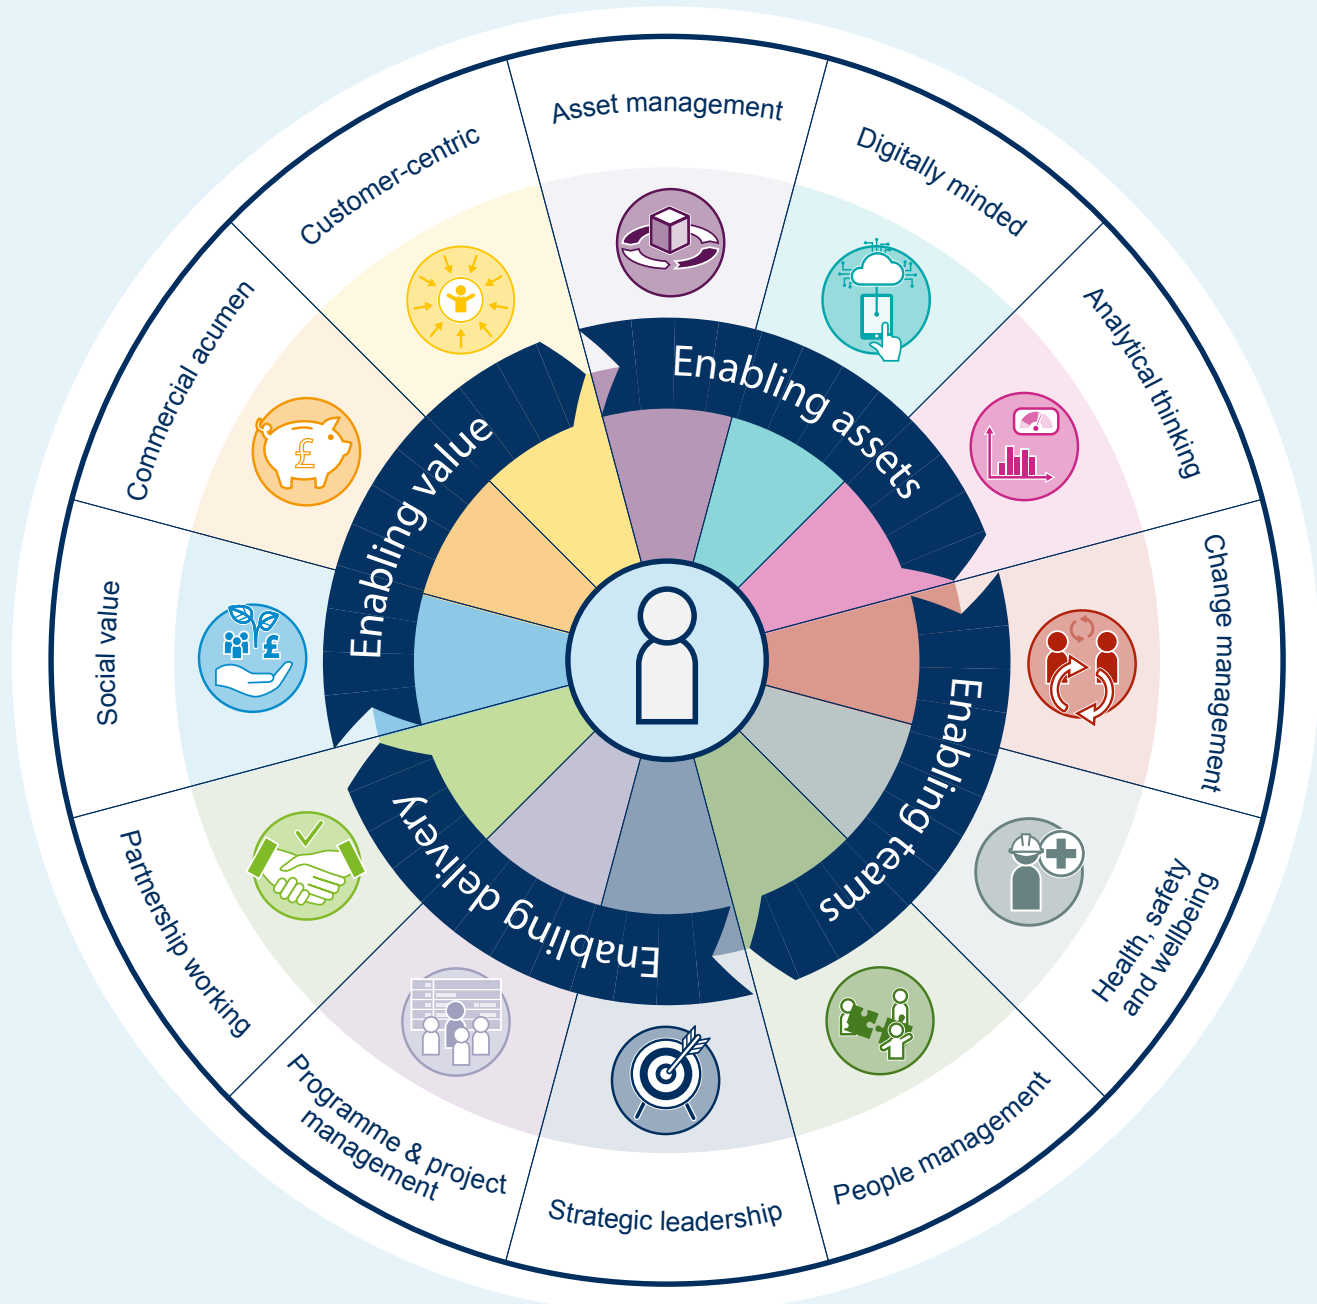 Asset management
Digitally minded
Analytical thinking
Change management
Health, safety
and wellbeing
People management
Strategic leadership
Programme & project
management
Partnership working
Social value
Commercial acumen
Customer-centric
Enabling assets
Enabling teams
Enabling delivery
Enabling value
£
£